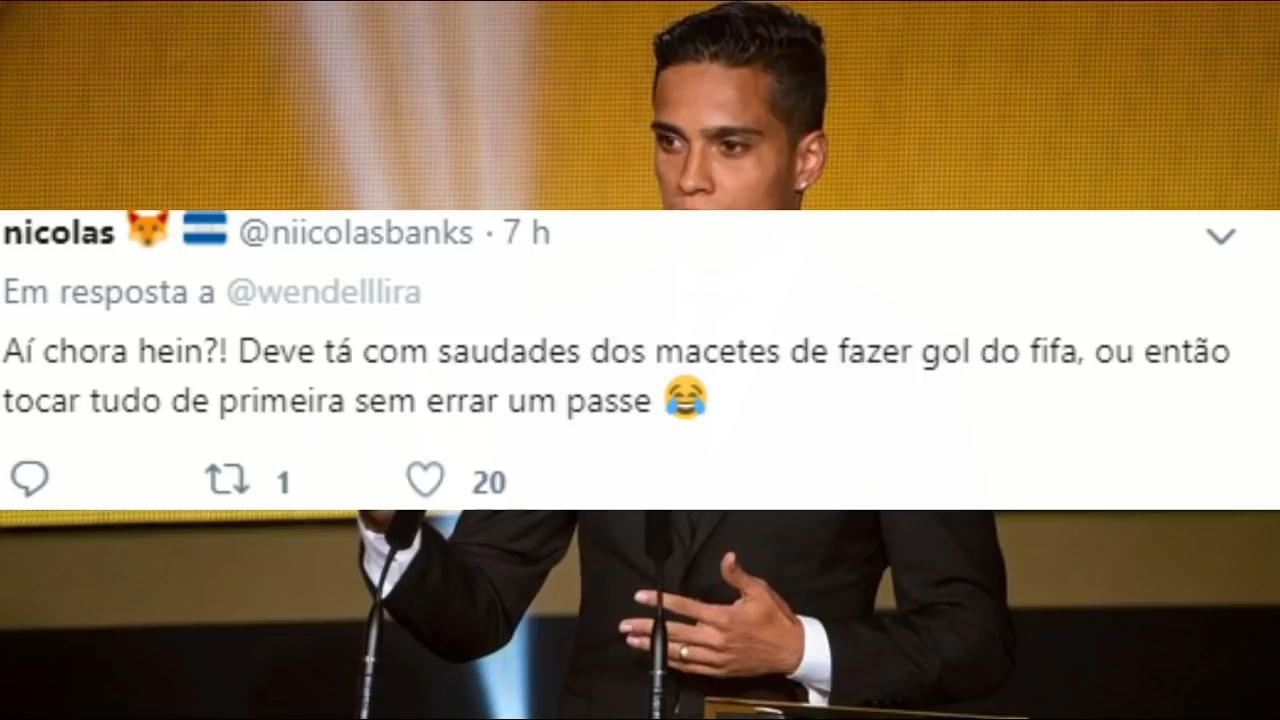 nicolas 🦊 🇭🇳 @niicolasbanks · 7 h
Em resposta a @wendelllira
Aí chora hein?! Deve tá com saudades dos macetes de fazer gol do fifa, ou então
tocar tudo de primeira sem errar um passe 😂
1 20